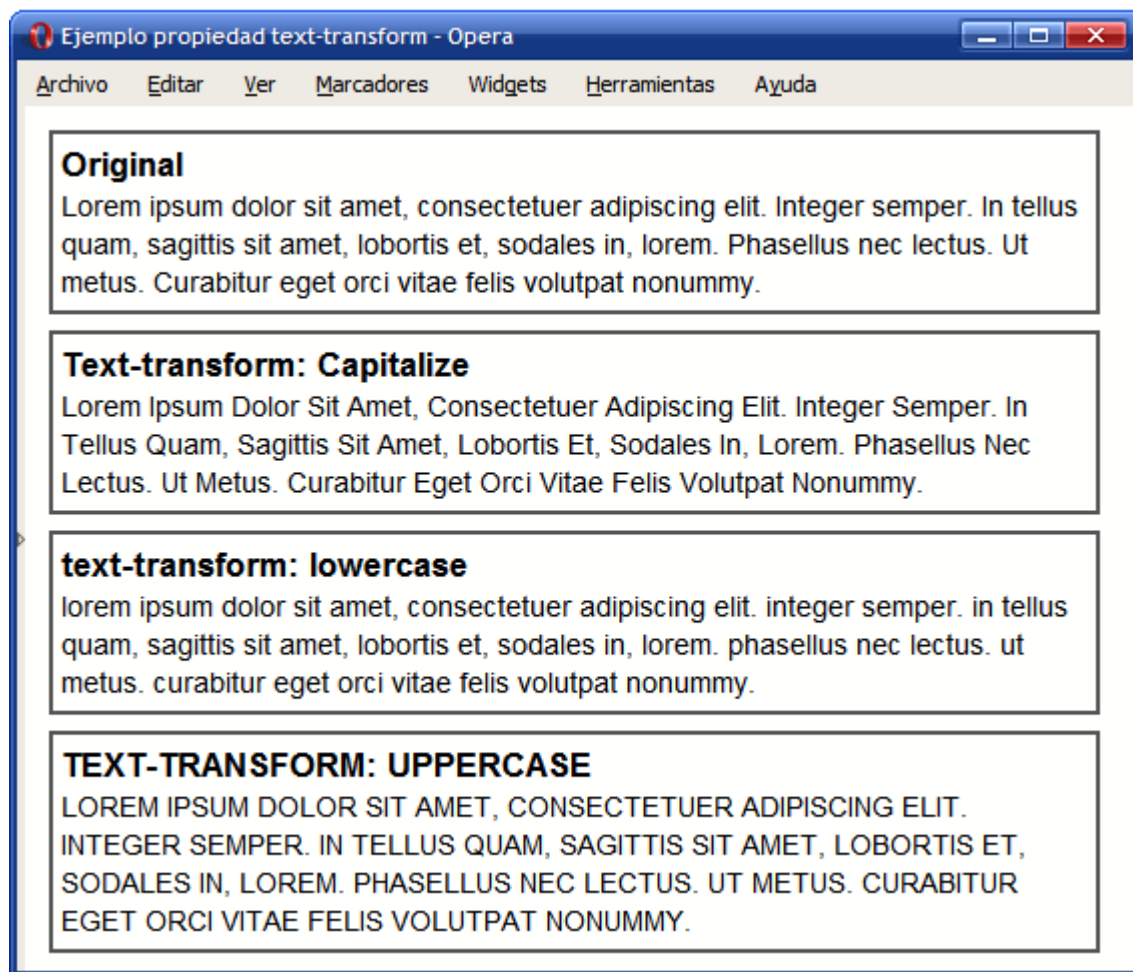 Ejemplo propiedad text-transform - Opera
Archivo Editar Ver Marcadores Widgets Herramientas Ayuda
Original
Lorem ipsum dolor sit amet, consectetuer adipiscing elit. Integer semper. In tellus
quam, sagittis sit amet, lobortis et, sodales in, lorem. Phasellus nec lectus. Ut
metus. Curabitur eget orci vitae felis volutpat nonummy.
Text-transform: Capitalize
Lorem Ipsum Dolor Sit Amet, Consectetuer Adipiscing Elit. Integer Semper. In
Tellus Quam, Sagittis Sit Amet, Lobortis Et, Sodales In, Lorem. Phasellus Nec
Lectus. Ut Metus. Curabitur Eget Orci Vitae Felis Volutpat Nonummy.
text-transform: lowercase
lorem ipsum dolor sit amet, consectetuer adipiscing elit. integer semper. in tellus
quam, sagittis sit amet, lobortis et, sodales in, lorem. phasellus nec lectus. ut
metus. curabitur eget orci vitae felis volutpat nonummy.
TEXT-TRANSFORM: UPPERCASE
LOREM IPSUM DOLOR SIT AMET, CONSECTETUER ADIPISCING ELIT.
INTEGER SEMPER. IN TELLUS QUAM, SAGITTIS SIT AMET, LOBORTIS ET,
SODALES IN, LOREM. PHASELLUS NEC LECTUS. UT METUS. CURABITUR
EGET ORCI VITAE FELIS VOLUTPAT NONUMMY.